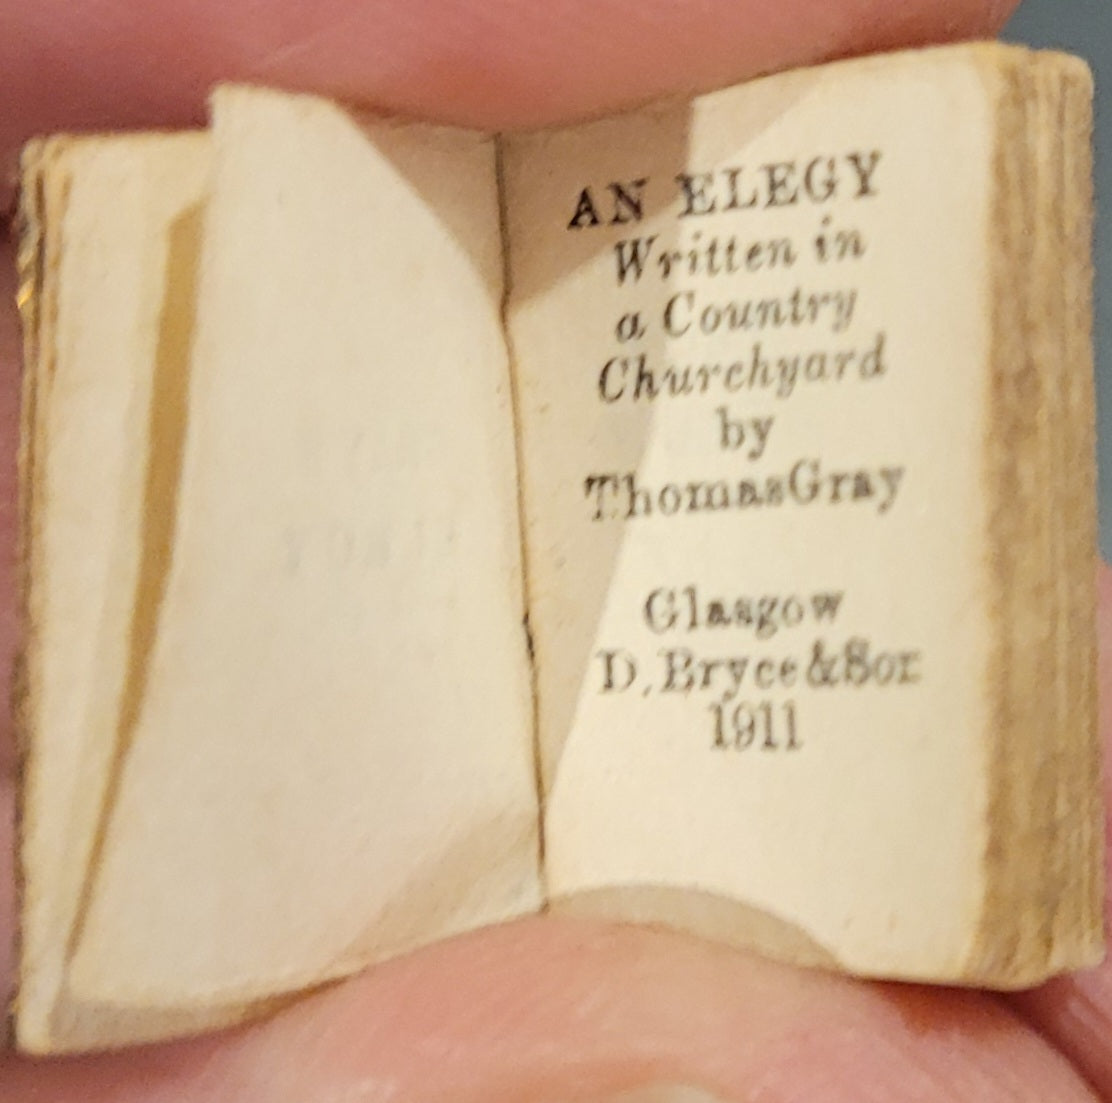 AN ELEGY
Written in
a Country
Churchyard
by
ThomasGray
Glasgow
D. Bryce &Son
1911